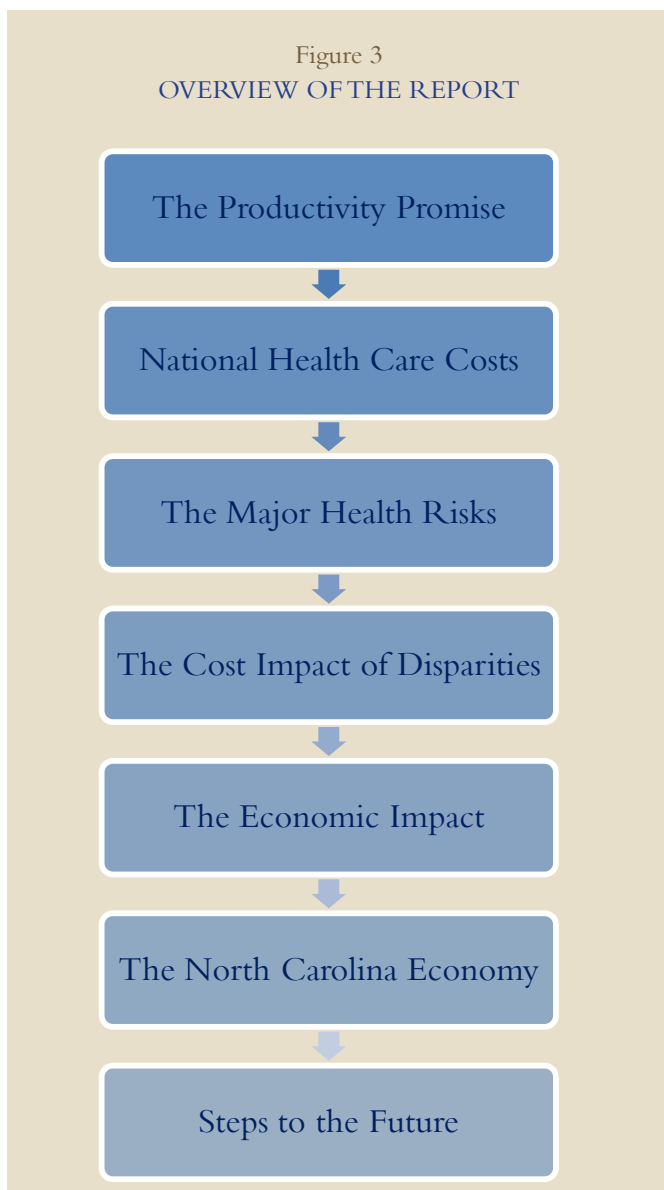 Figure 3
OVERVIEW OF THE REPORT
The Productivity Promise
National Health Care Costs
The Major Health Risks
The Cost Impact of Disparities
The Economic Impact
The North Carolina Economy
Steps to the Future